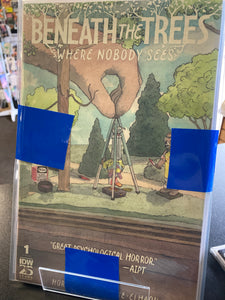 BENEATH THE TREES
WHERE NOBODY SEES
1
IDW
"GREAT PSYCHOLOGICAL HORROR."
—AIPT